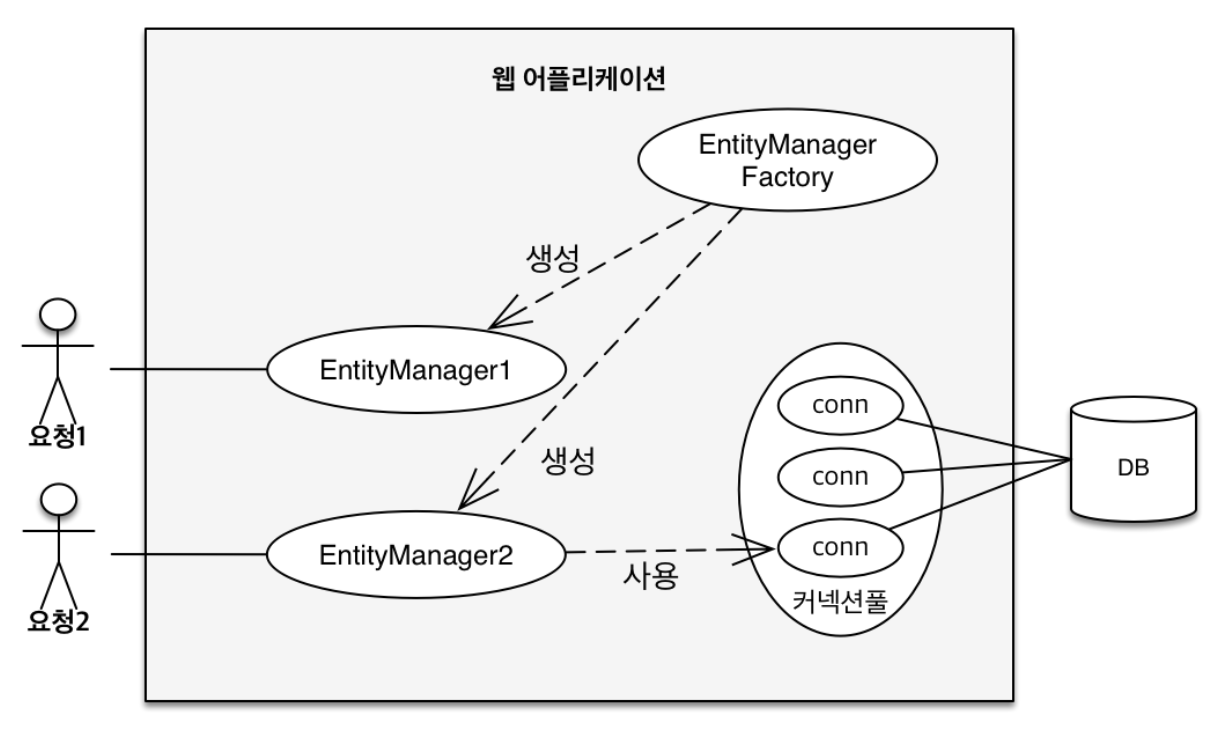 웹 어플리케이션
EntityManager
Factory
생성
EntityManager1
요청1
conn
conn
DB
생성
EntityManager2
사용
conn
커넥션풀
요청2